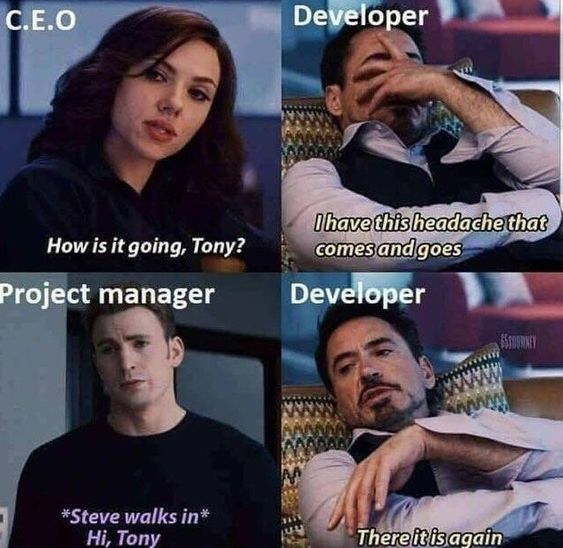 C.E.O
How is it going, Tony?
Developer
I have this headache that
comes and goes
Project manager
*Steve walks in*
Hi, Tony
Developer
There it is again